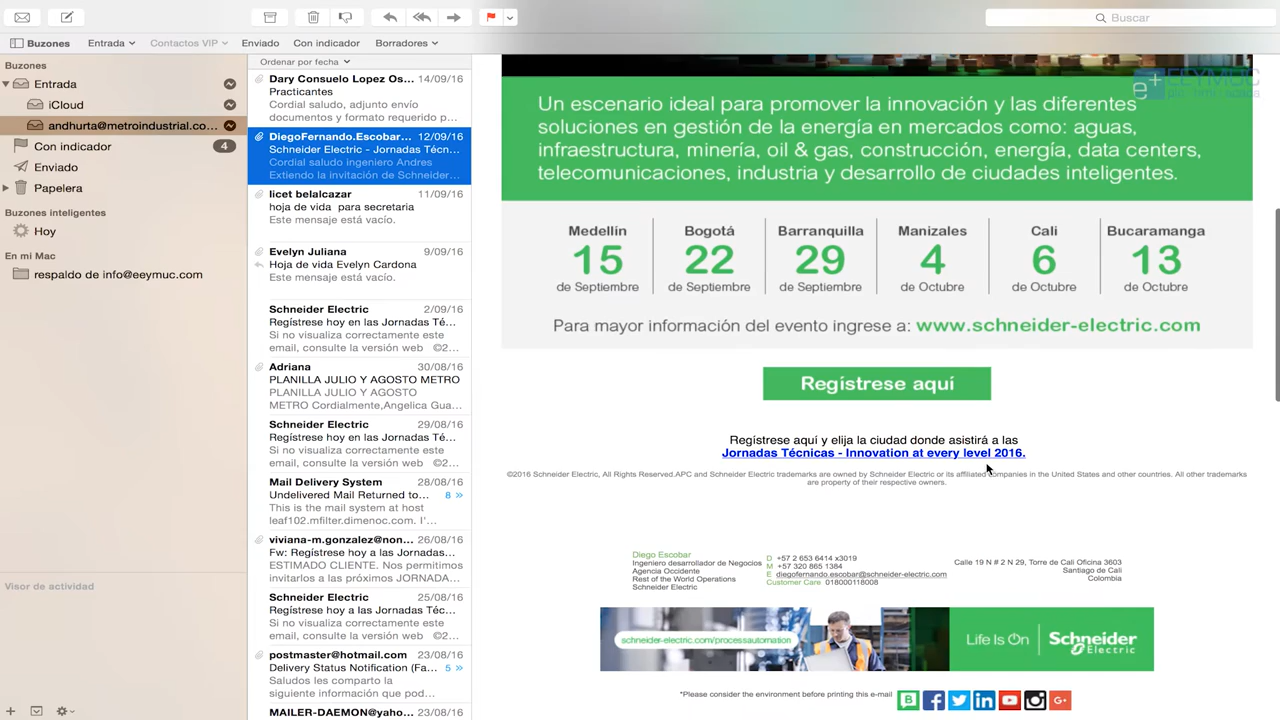 Buscar
Buzones
Entrada
Contactos VIP
Enviado
Con indicador
Borradores
Buzones
Entrada
iCloud
andhurta@metroindustrial.co...
Con indicador 4
Enviado
Papelera
Buzones inteligentes
Hoy
En mi Mac
respaldo de info@eeymuc.com
Visor de actividad
Ordenar por fecha
Dary Consuelo Lopez Os... 14/09/16
Practicantes
Cordial saludo, adjunto envío
documentos y formato requerido p...
DiegoFernando.Escobar... 12/09/16
Schneider Electric - Jornadas Técn...
Cordial saludo ingeniero Andres
Extiendo la invitación de Schneider...
licet belalcazar 11/09/16
hoja de vida para secretaria
Este mensaje está vacío.
Evelyn Juliana 9/09/16
Hoja de vida Evelyn Cardona
Este mensaje está vacío.
Schneider Electric 2/09/16
Regístrese hoy en las Jornadas Té...
Si no visualiza correctamente este
email, consulte la versión web ©2...
Adriana 30/08/16
PLANILLA JULIO Y AGOSTO METRO
PLANILLA JULIO Y AGOSTO
METRO Cordialmente,Angelica Gua...
Schneider Electric 29/08/16
Regístrese hoy en las Jornadas Té...
Si no visualiza correctamente este
email, consulte la versión web ©2...
Mail Delivery System 28/08/16
Undelivered Mail Returned to... 8 »
This is the mail system at host
leaf102.mfilter.dimenoc.com. I'...
viviana-m.gonzalez@non... 26/08/16
Fw: Regístrese hoy a las Jornadas...
ESTIMADO CLIENTE. Nos permitimos
invitarlos a las próximos JORNADA...
Schneider Electric 25/08/16
Regístrese hoy a las Jornadas Téc...
Si no visualiza correctamente este
email, consulte la versión web ©2...
postmaster@hotmail.com 23/08/16
Delivery Status Notification (Fa... 5 »
Saludos les comparto la
siguiente información que pod...
MAILER-DAEMON@yaho... 23/08/16
e+ EEYMUC
Un escenario ideal para promover la innovación y las diferentes
soluciones en gestión de la energía en mercados como: aguas,
infraestructura, minería, oil & gas, construcción, energía, data centers,
telecomunicaciones, industria y desarrollo de ciudades inteligentes.
Medellín Bogotá Barranquilla Manizales Cali Bucaramanga
15 22 29 4 6 13
de Septiembre de Septiembre de Septiembre de Octubre de Octubre de Octubre
Para mayor información del evento ingrese a: www.schneider-electric.com
Regístrese aquí
Regístrese aquí y elija la ciudad donde asistirá a las
Jornadas Técnicas - Innovation at every level 2016.
©2016 Schneider Electric, All Rights Reserved.APC and Schneider Electric trademarks are owned by Schneider Electric or its affiliated companies in the United States and other countries. All other trademarks
are property of their respective owners.
Diego Escobar
Ingeniero desarrollador de Negocios
Agencia Occidente
Rest of the World Operations
Schneider Electric
D +57 2 653 6414 x3019
M +57 320 865 1384
E diegofernando.escobar@schneider-electric.com
Customer Care 018000118008
Calle 19 N # 2 N 29, Torre de Cali Oficina 3603
Santiago de Cali
Colombia
schneider-electric.com/processautomation
Life Is On Schneider Electric
*Please consider the environment before printing this e-mail